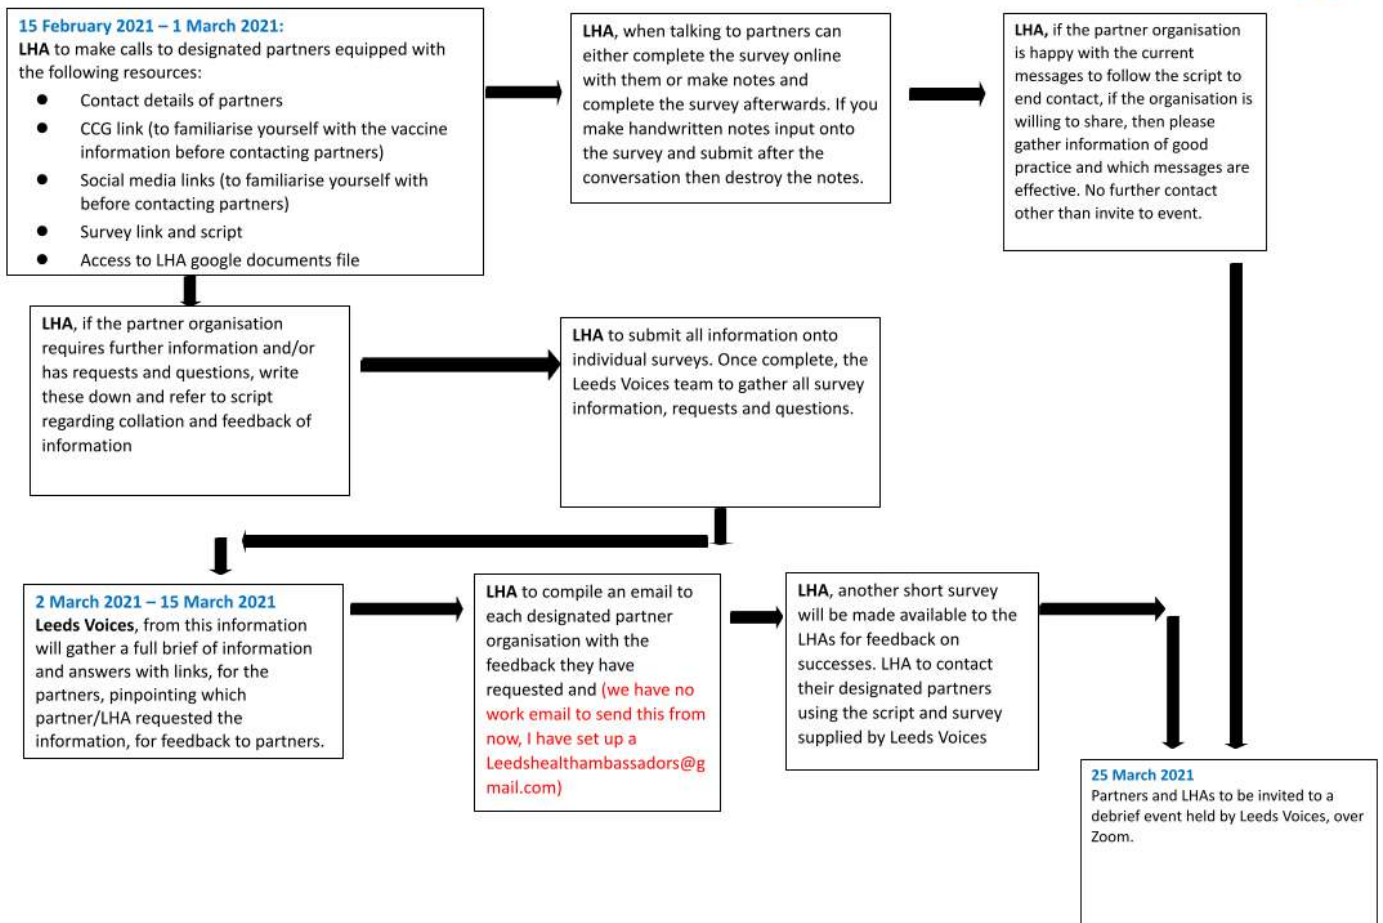 15 February 2021 – 1 March 2021:
LHA to make calls to designated partners equipped with
the following resources:
● Contact details of partners
● CCG link (to familiarise yourself with the vaccine
information before contacting partners)
● Social media links (to familiarise yourself with
before contacting partners)
● Survey link and script
● Access to LHA google documents file
LHA, when talking to partners can
either complete the survey online
with them or make notes and
complete the survey afterwards. If you
make handwritten notes input onto
the survey and submit after the
conversation then destroy the notes.
LHA, if the partner organisation
is happy with the current
messages to follow the script to
end contact, if the organisation is
willing to share, then please
gather information of good
practice and which messages are
effective. No further contact
other than invite to event.
LHA, if the partner organisation
requires further information and/or
has requests and questions, write
these down and refer to script
regarding collation and feedback of
information
LHA to submit all information onto
individual surveys. Once complete, the
Leeds Voices team to gather all survey
information, requests and questions.
2 March 2021 – 15 March 2021
Leeds Voices, from this information
will gather a full brief of information
and answers with links, for the
partners, pinpointing which
partner/LHA requested the
information, for feedback to partners.
LHA to compile an email to
each designated partner
organisation with the
feedback they have
requested and (we have no
work email to send this from
now, I have set up a
Leedshealthambassadors@g
mail.com)
LHA, another short survey
will be made available to the
LHAs for feedback on
successes. LHA to contact
their designated partners
using the script and survey
supplied by Leeds Voices
25 March 2021
Partners and LHAs to be invited to a
debrief event held by Leeds Voices, over
Zoom.